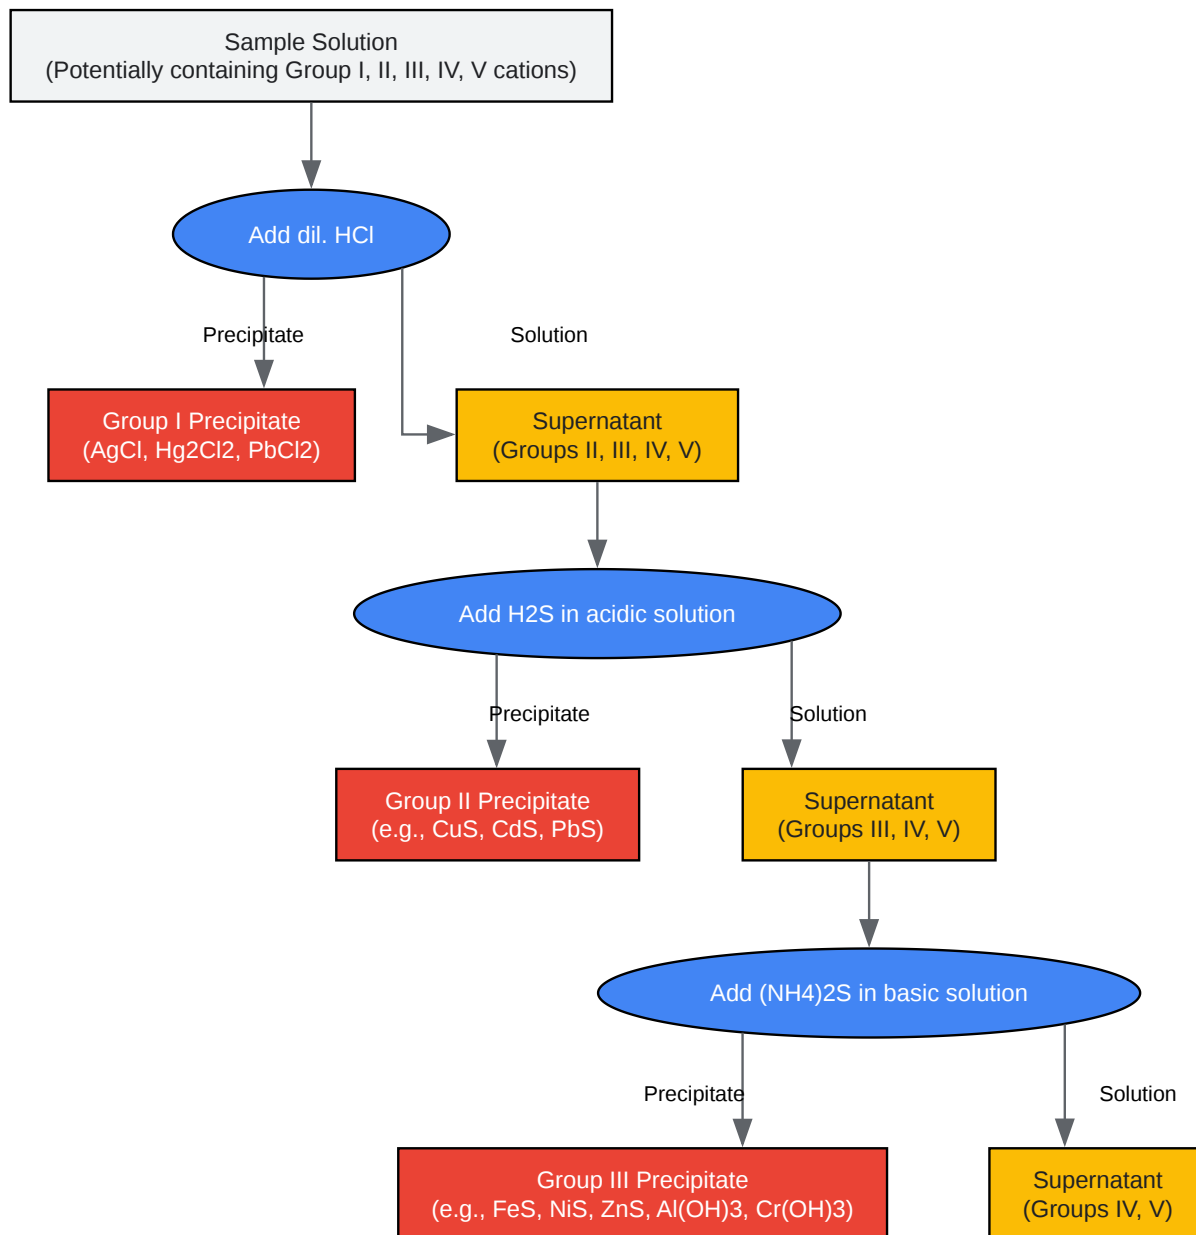 Sample Solution
(Potentially containing Group I, II, III, IV, V cations)
Add dil. HCl
Precipitate
Solution
Group I Precipitate
(AgCl, Hg2Cl2, PbCl2)
Supernatant
(Groups II, III, IV, V)
Add H2S in acidic solution
Precipitate
Solution
Group II Precipitate
(e.g., CuS, CdS, PbS)
Supernatant
(Groups III, IV, V)
Add (NH4)2S in basic solution
Precipitate
Solution
Group III Precipitate
(e.g., FeS, NiS, ZnS, Al(OH)3, Cr(OH)3)
Supernatant
(Groups IV, V)